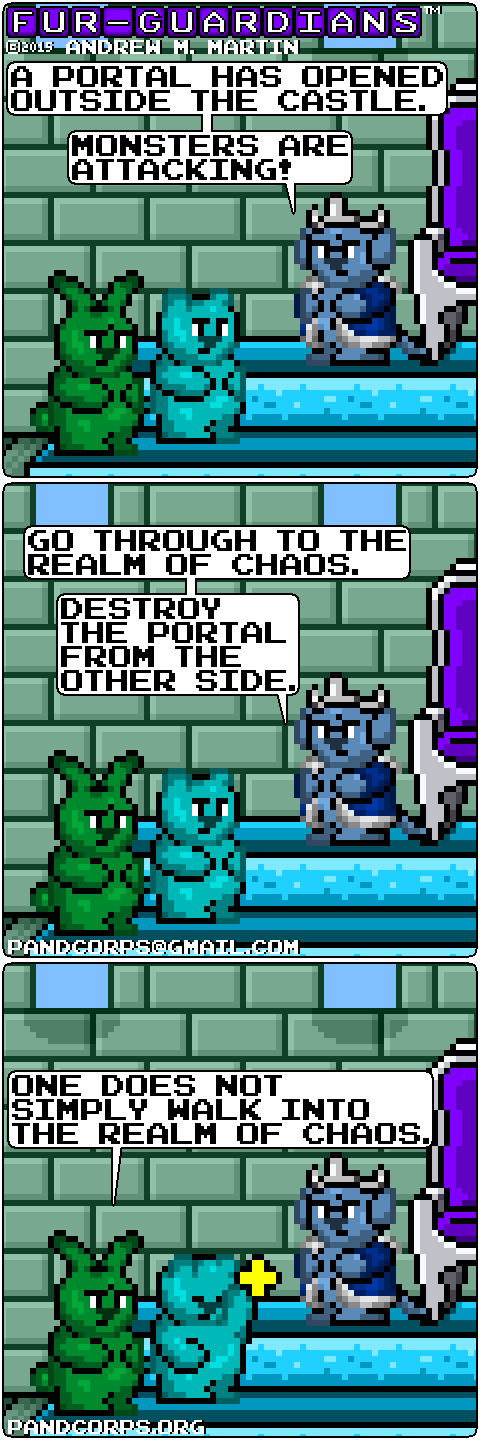 FUR-GUARDIANS™
©2015 ANDREW M. MARTIN
A PORTAL HAS OPENED
OUTSIDE THE CASTLE.
MONSTERS ARE
ATTACKING!
GO THROUGH TO THE
REALM OF CHAOS.
DESTROY
THE PORTAL
FROM THE
OTHER SIDE.
PANDCORPS@GMAIL.COM
ONE DOES NOT
SIMPLY WALK INTO
THE REALM OF CHAOS.
PANDCORPS.ORG